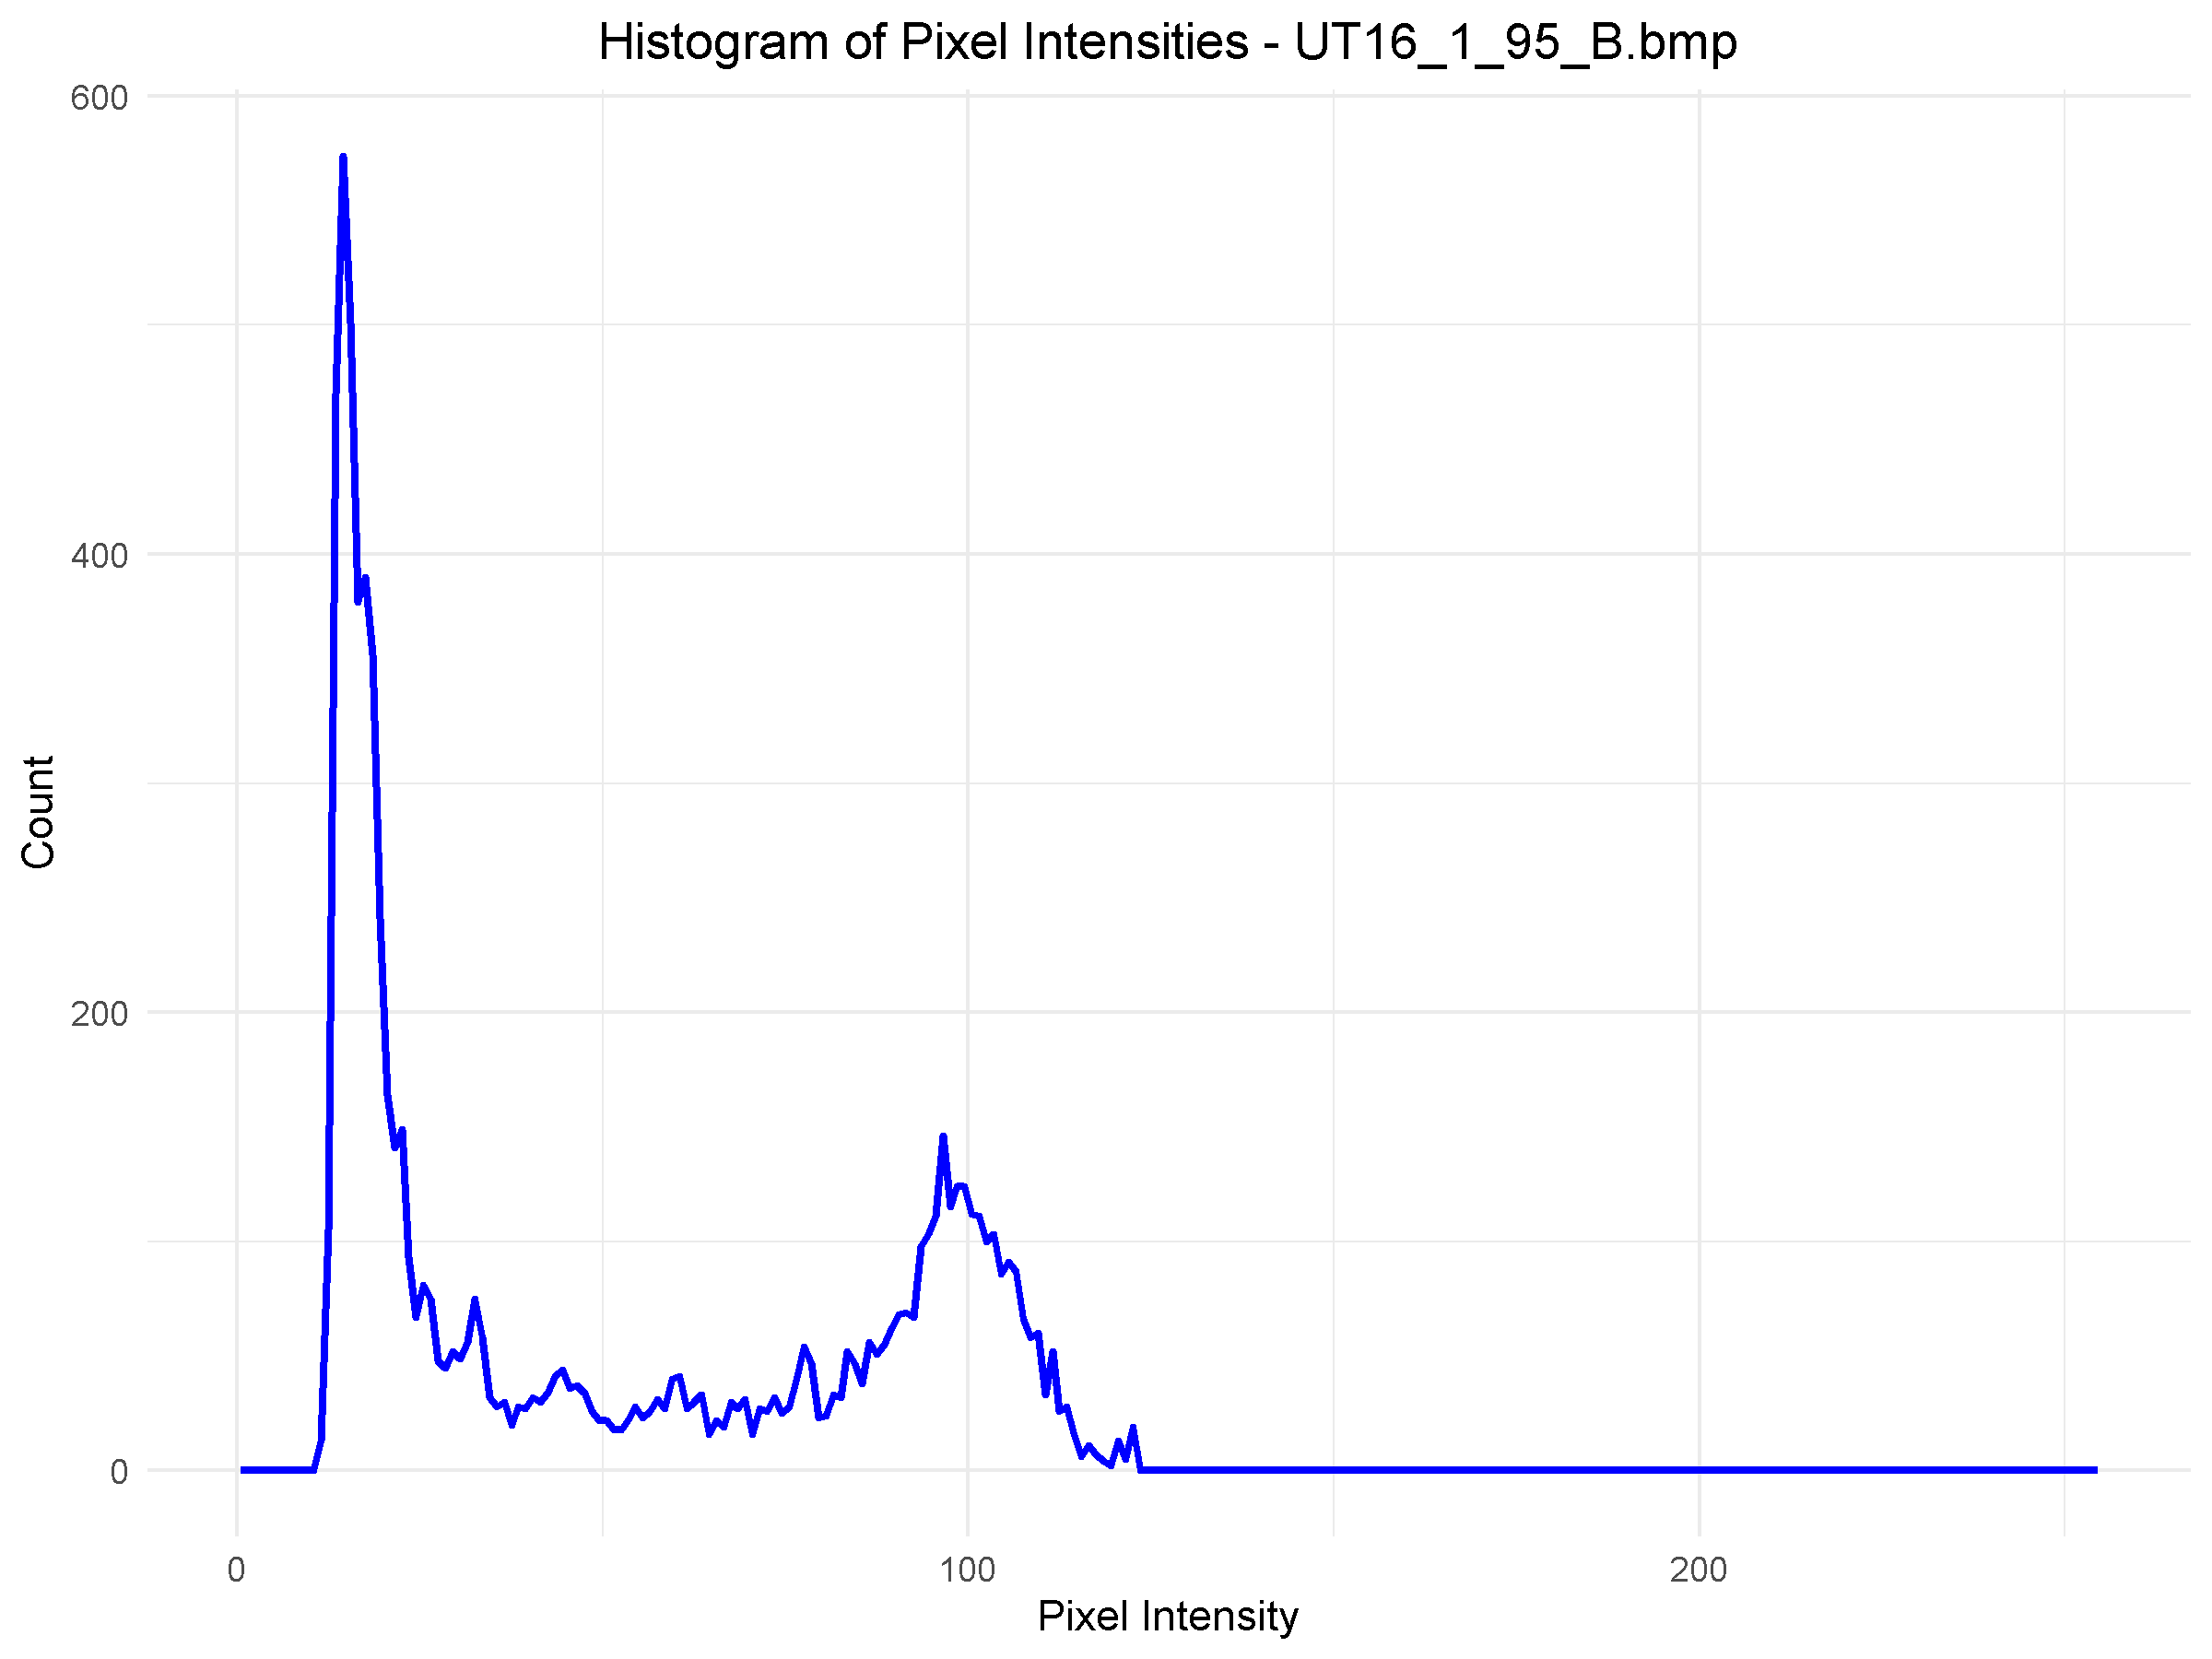 Histogram of Pixel Intensities - UT16_1_95_B.bmp
600
400
200
0
Count
0 100 200
Pixel Intensity